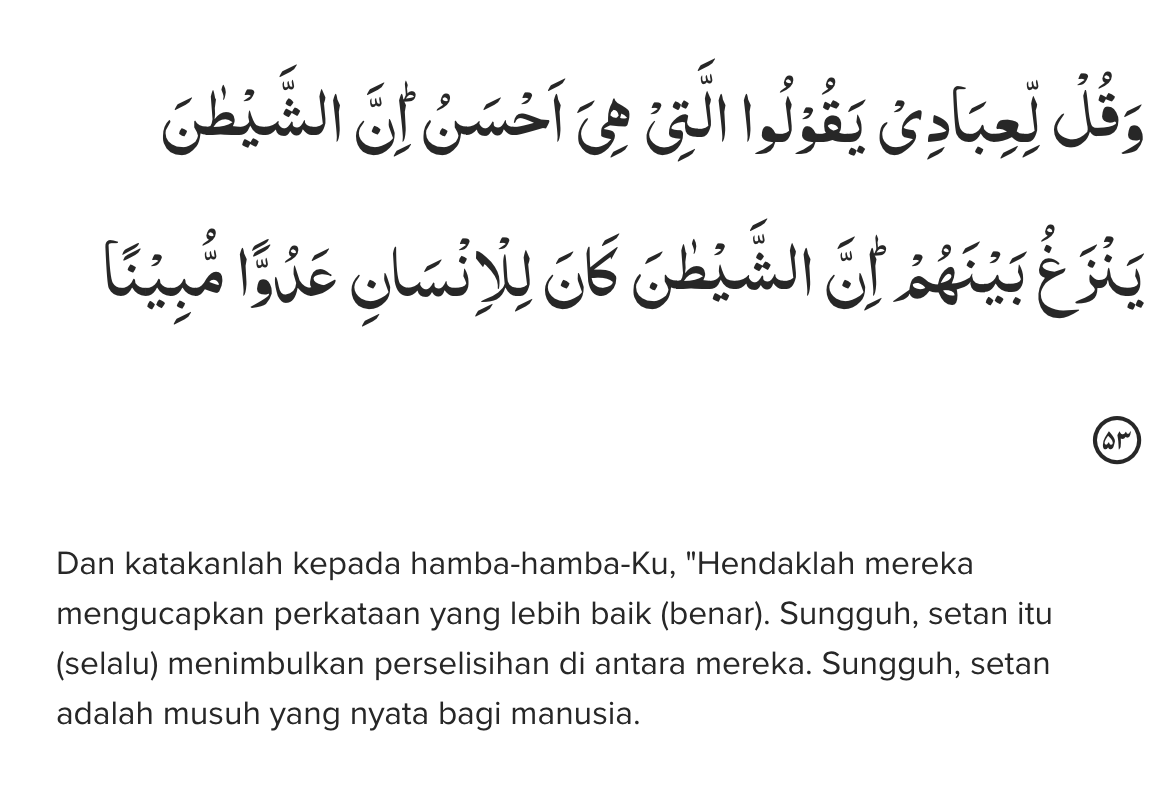 وَقُلْ لِّعِبَادِيْ يَقُوْلُوا الَّتِيْ هِيَ اَحْسَنُ ۗاِنَّ الشَّيْطٰنَ
يَنْزَغُ بَيْنَهُمْ ۗاِنَّ الشَّيْطٰنَ كَانَ لِلْاِنْسَانِ عَدُوًّا مُّبِيْنًا
۵۳
Dan katakanlah kepada hamba-hamba-Ku, "Hendaklah mereka
mengucapkan perkataan yang lebih baik (benar). Sungguh, setan itu
(selalu) menimbulkan perselisihan di antara mereka. Sungguh, setan
adalah musuh yang nyata bagi manusia.